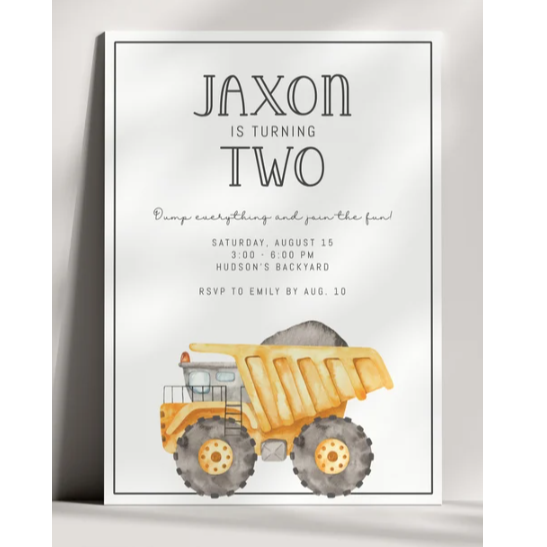 JAXON
IS TURNING
TWO
Dump everything and join the fun!
SATURDAY, AUGUST 15
3:00 - 6:00 PM
HUDSON'S BACKYARD
RSVP TO EMILY BY AUG. 10